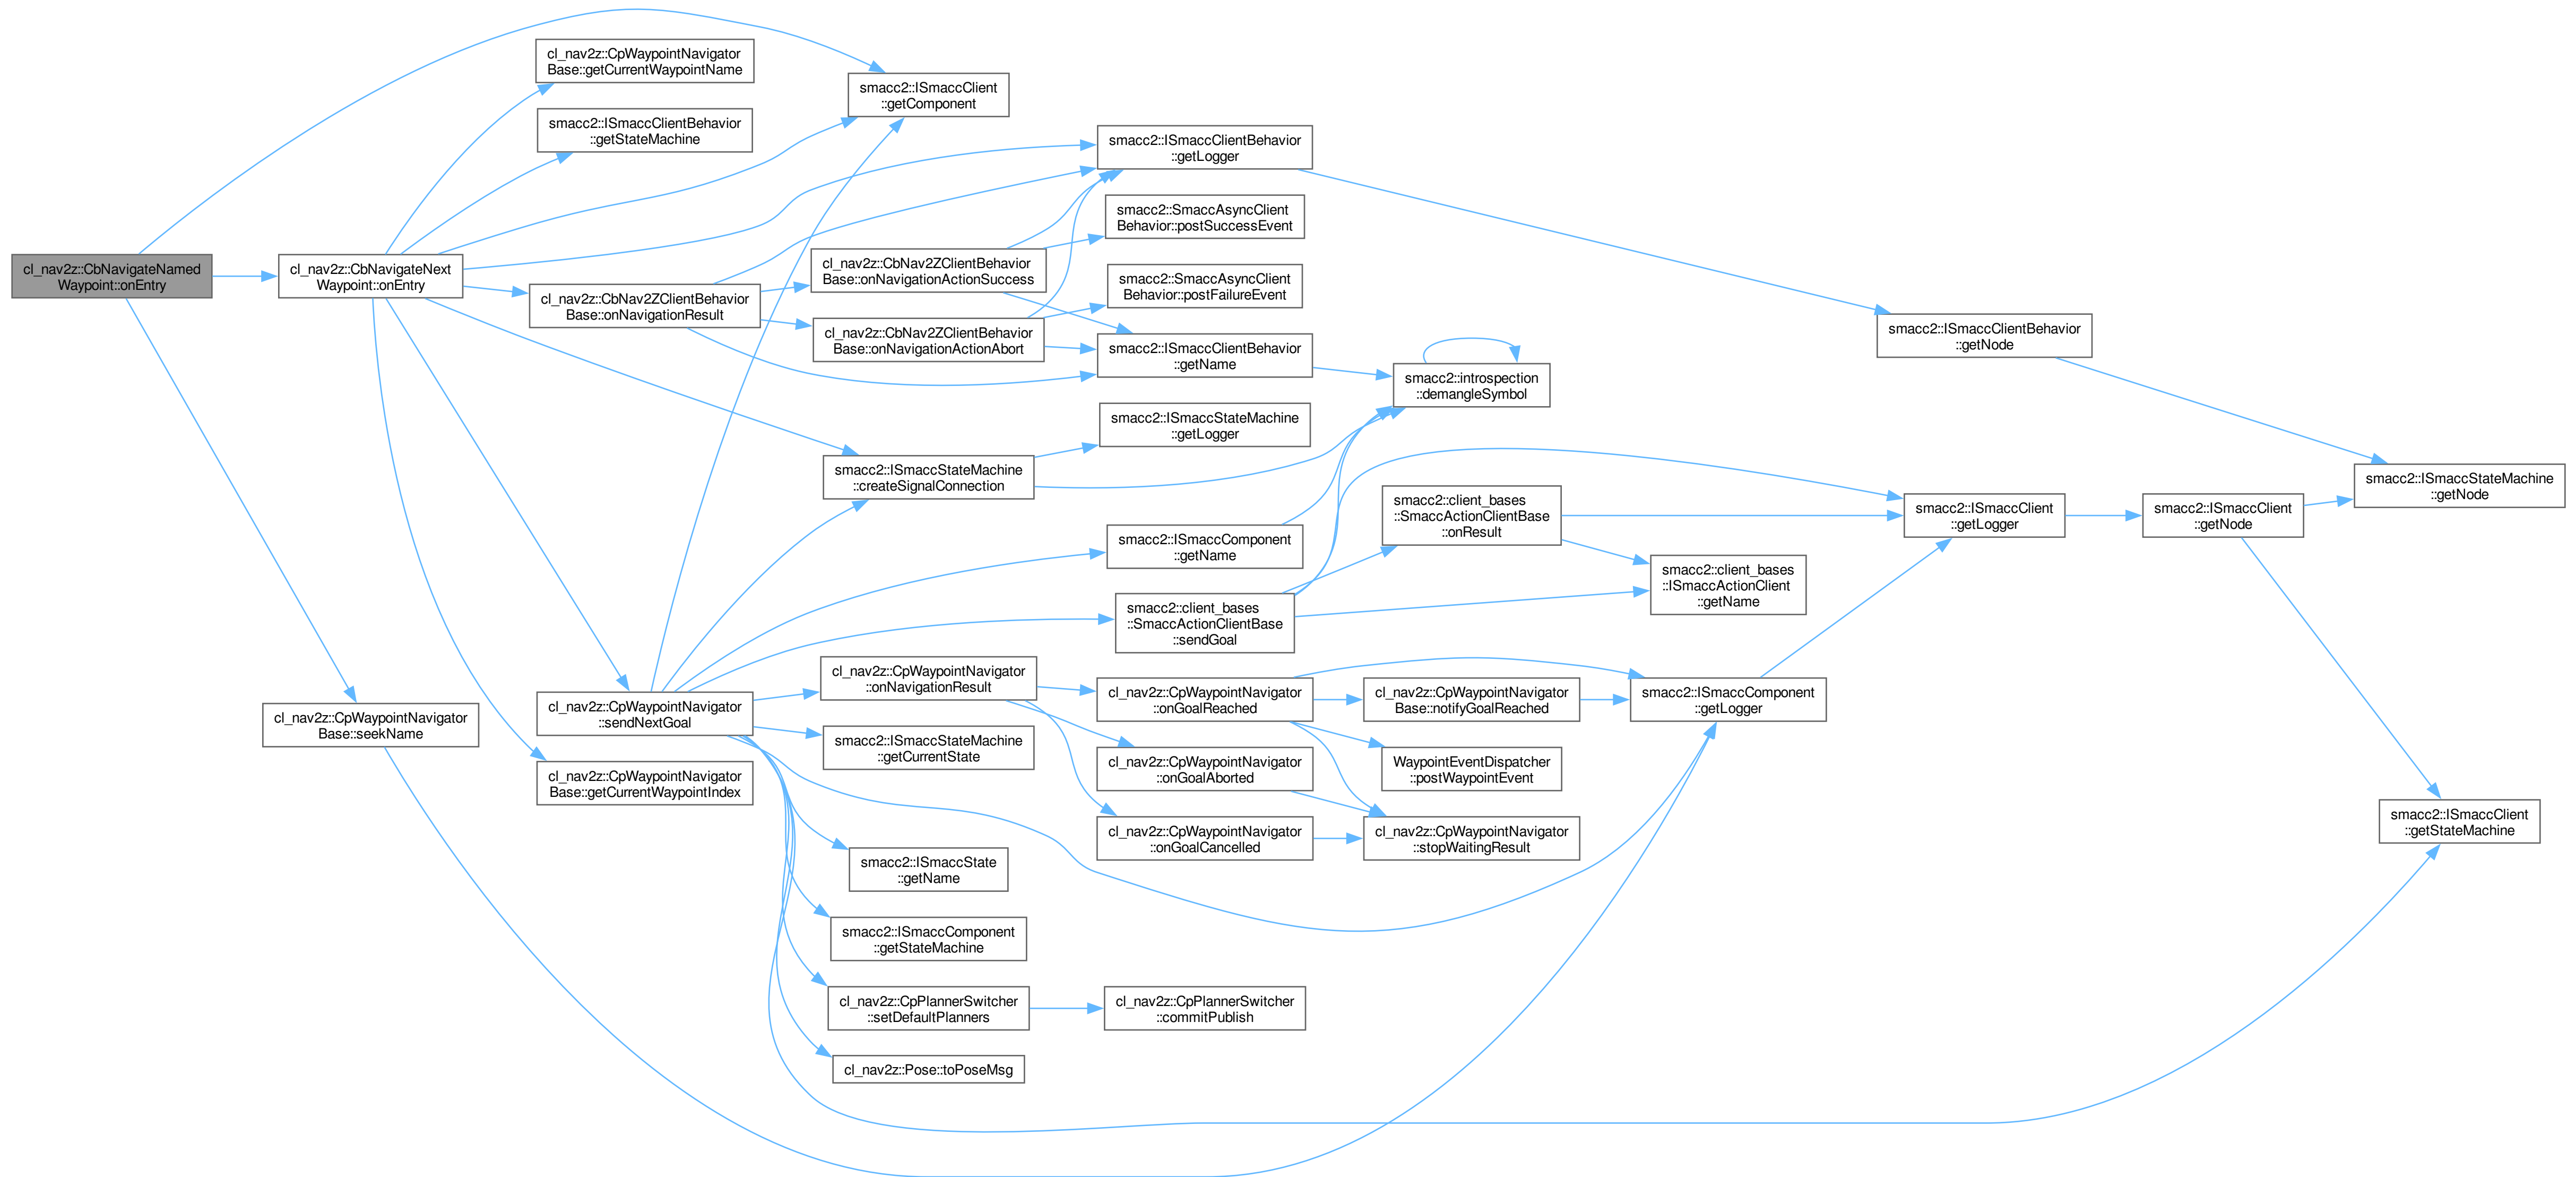 cl_nav2z::CbNavigateNamed
Waypoint::onEntry
cl_nav2z::CbNavigateNext
Waypoint::onEntry
cl_nav2z::CpWaypointNavigator
Base::seekName
cl_nav2z::CpWaypointNavigator
Base::getCurrentWaypointName
smacc2::ISmaccClientBehavior
::getStateMachine
cl_nav2z::CbNav2ZClientBehavior
Base::onNavigationResult
cl_nav2z::CpWaypointNavigator
::sendNextGoal
cl_nav2z::CpWaypointNavigator
Base::getCurrentWaypointIndex
smacc2::ISmaccClient
::getComponent
cl_nav2z::CbNav2ZClientBehavior
Base::onNavigationActionSuccess
cl_nav2z::CbNav2ZClientBehavior
Base::onNavigationActionAbort
smacc2::ISmaccStateMachine
::createSignalConnection
cl_nav2z::CpWaypointNavigator
::onNavigationResult
smacc2::ISmaccStateMachine
::getCurrentState
smacc2::ISmaccState
::getName
smacc2::ISmaccComponent
::getStateMachine
cl_nav2z::CpPlannerSwitcher
::setDefaultPlanners
cl_nav2z::Pose::toPoseMsg
smacc2::ISmaccClientBehavior
::getLogger
smacc2::SmaccAsyncClient
Behavior::postSuccessEvent
smacc2::SmaccAsyncClient
Behavior::postFailureEvent
smacc2::ISmaccClientBehavior
::getName
smacc2::ISmaccStateMachine
::getLogger
smacc2::ISmaccComponent
::getName
smacc2::client_bases
::SmaccActionClientBase
::sendGoal
cl_nav2z::CpWaypointNavigator
::onGoalReached
cl_nav2z::CpWaypointNavigator
::onGoalAborted
cl_nav2z::CpWaypointNavigator
::onGoalCancelled
cl_nav2z::CpPlannerSwitcher
::commitPublish
smacc2::introspection
::demangleSymbol
smacc2::client_bases
::SmaccActionClientBase
::onResult
cl_nav2z::CpWaypointNavigator
Base::notifyGoalReached
WaypointEventDispatcher
::postWaypointEvent
cl_nav2z::CpWaypointNavigator
::stopWaitingResult
smacc2::client_bases
::ISmaccActionClient
::getName
smacc2::ISmaccComponent
::getLogger
smacc2::ISmaccClientBehavior
::getNode
smacc2::ISmaccClient
::getLogger
smacc2::ISmaccClient
::getNode
smacc2::ISmaccStateMachine
::getNode
smacc2::ISmaccClient
::getStateMachine